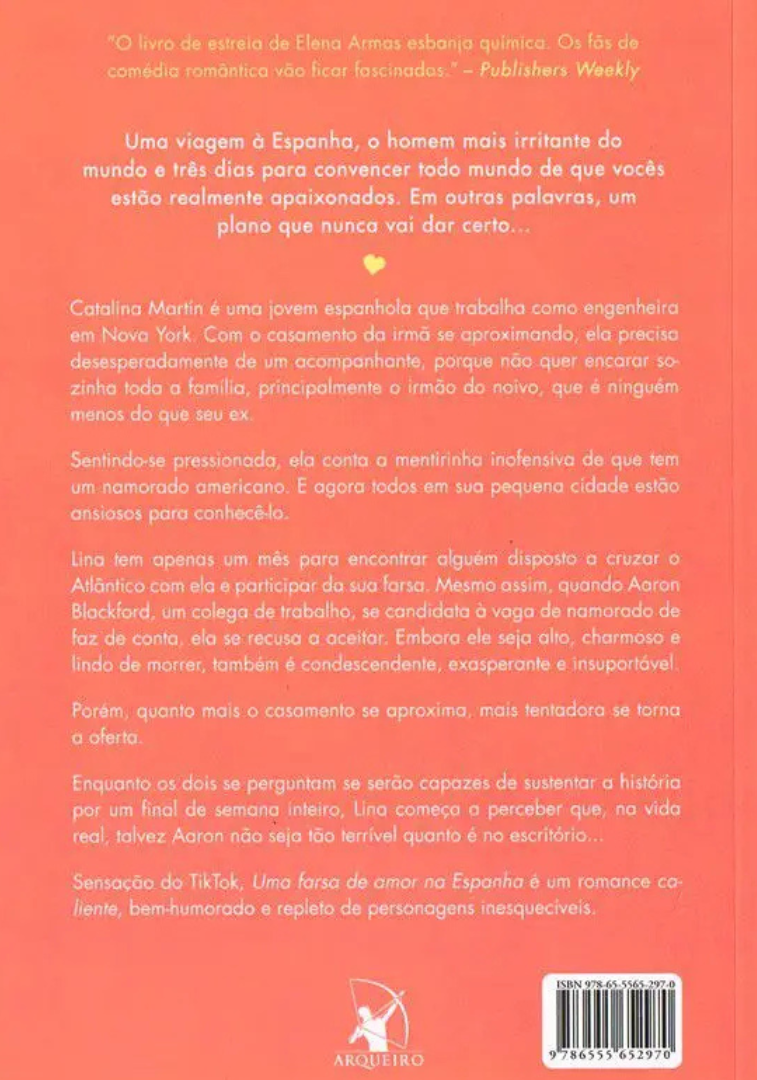 "O livro de estreia de Elena Armas esbanja química. Os fãs de
comédia romântica vão ficar fascinados." – Publishers Weekly
Uma viagem à Espanha, o homem mais irritante do
mundo e três dias para convencer todo mundo de que vocês
estão realmente apaixonados. Em outras palavras, um
plano que nunca vai dar certo...
Catalina Martín é uma jovem espanhola que trabalha como engenheira
em Nova York. Com o casamento da irmã se aproximando, ela precisa
desesperadamente de um acompanhante, porque não quer encarar so-
zinha toda a família, principalmente o irmão do noivo, que é ninguém
menos do que seu ex.
Sentindo-se pressionada, ela conta a mentirinha inofensiva de que tem
um namorado americano. E agora todos em sua pequena cidade estão
ansiosos para conhecê-lo.
Lina tem apenas um mês para encontrar alguém disposto a cruzar o
Atlântico com ela e participar da sua farsa. Mesmo assim, quando Aaron
Blackford, um colega de trabalho, se candidata à vaga de namorado de
faz de conta, ela se recusa a aceitar. Embora ele seja alto, charmoso e
lindo de morrer, também é condescendente, exasperante e insuportável.
Porém, quanto mais o casamento se aproxima, mais tentadora se torna
a oferta.
Enquanto os dois se perguntam se serão capazes de sustentar a história
por um final de semana inteiro, Lina começa a perceber que, na vida
real, talvez Aaron não seja tão terrível quanto é no escritório...
Sensação do TikTok, Uma farsa de amor na Espanha é um romance ca-
liente, bem-humorado e repleto de personagens inesquecíveis.
ARQUEIRO
ISBN 978-65-5565-297-0
9 786555 652970